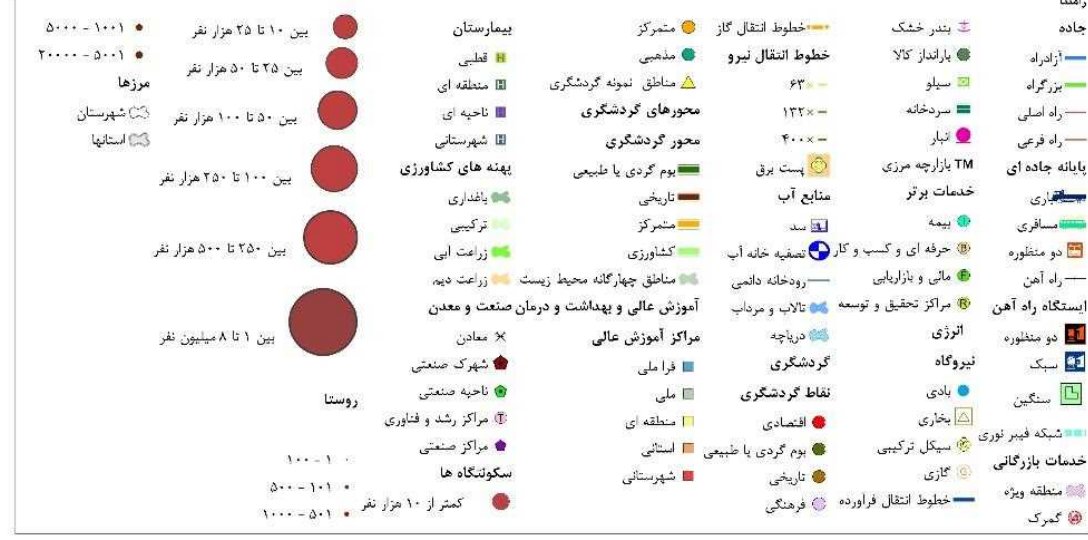 راهنما
جاده
آزادراه
بزرگراه
راه اصلی
راه فرعی
پایانه جاده ای
باری
مسافری
دو منظوره
راه آهن
ایستگاه راه آهن
دو منظوره
سبک
سنگین
شبکه فیبر نوری
خدمات بازرگانی
منطقه ویژه
گمرک
بندر خشک
بارانداز کالا
سیلو
سردخانه
انبار
TM بازارچه مرزی
خدمات برتر
بیمه
حرفه ای و کسب و کار
مالی و بازاریابی
مراکز تحقیق و توسعه
انرژی
نیروگاه
بادی
بخاری
سیکل ترکیبی
گازی
خطوط انتقال فرآورده
خطوط انتقال گاز
خطوط انتقال نیرو
۶۳
۱۳۲
۴۰۰
پست برق
منابع آب
سد
تصفیه خانه آب
رودخانه دائمی
تالاب و مرداب
دریاچه
گردشگری
نقاط گردشگری
اقتصادی
بوم گردی یا طبیعی
تاریخی
فرهنگی
متمرکز
مذهبی
مناطق نمونه گردشگری
محورهای گردشگری
محور گردشگری
بوم گردی یا طبیعی
تاریخی
متمرکز
کشاورزی
مناطق چهارگانه محیط زیست
آموزش عالی و بهداشت و درمان
مراکز آموزش عالی
فرا ملی
ملی
منطقه ای
استانی
شهرستانی
بیمارستان
قطبی
منطقه ای
ناحیه ای
شهرستانی
پهنه های کشاورزی
باغداری
ترکیبی
زراعت آبی
زراعت دیم
صنعت و معدن
معادن
شهرک صنعتی
ناحیه صنعتی
مراکز رشد و فناوری
مراکز صنعتی
سکونتگاه ها
کمتر از ۱۰ هزار نفر
بین ۱۰ تا ۲۵ هزار نفر
بین ۲۵ تا ۵۰ هزار نفر
بین ۵۰ تا ۱۰۰ هزار نفر
بین ۱۰۰ تا ۲۵۰ هزار نفر
بین ۲۵۰ تا ۵۰۰ هزار نفر
بین ۱ تا ۸ میلیون نفر
روستا
۱ - ۱۰۰
۱۰۱ - ۵۰۰
۵۰۱ - ۱۰۰۰
۱۰۰۱ - ۵۰۰۰
۵۰۰۱ - ۲۰۰۰۰
مرزها
شهرستان
استانها